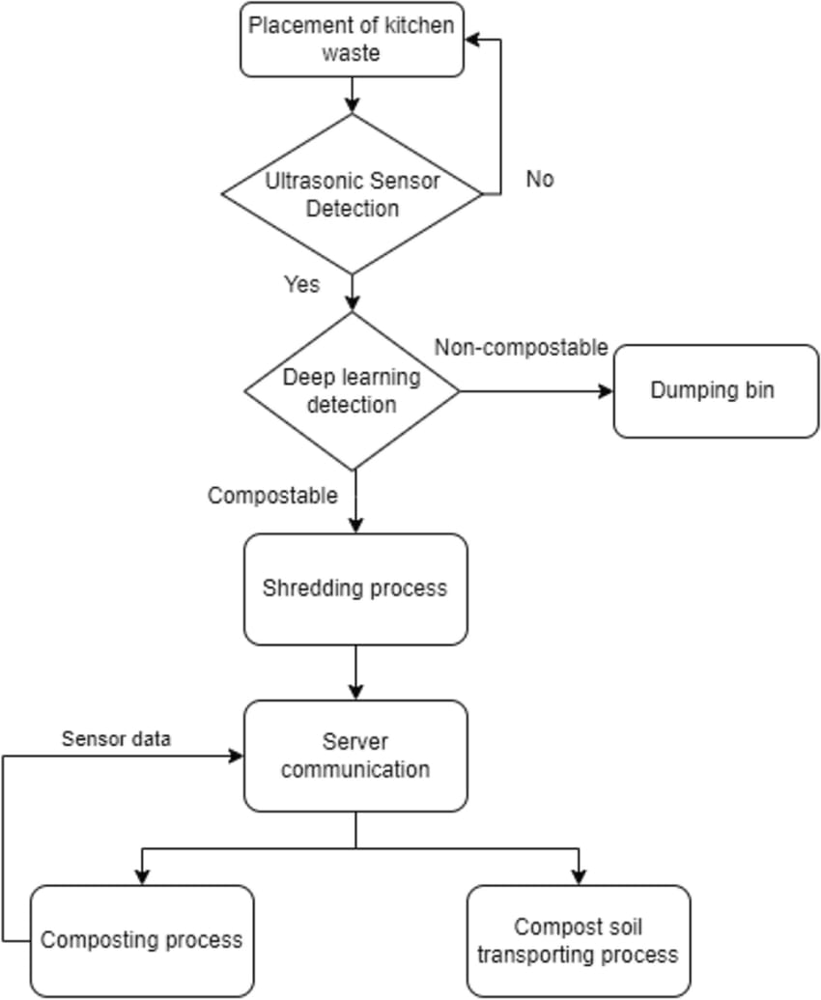 Placement of kitchen
waste
Ultrasonic Sensor
Detection
No
Yes
Non-compostable
Deep learning
detection
Dumping bin
Compostable
Shredding process
Sensor data
Server
communication
Composting process
Compost soil
transporting process